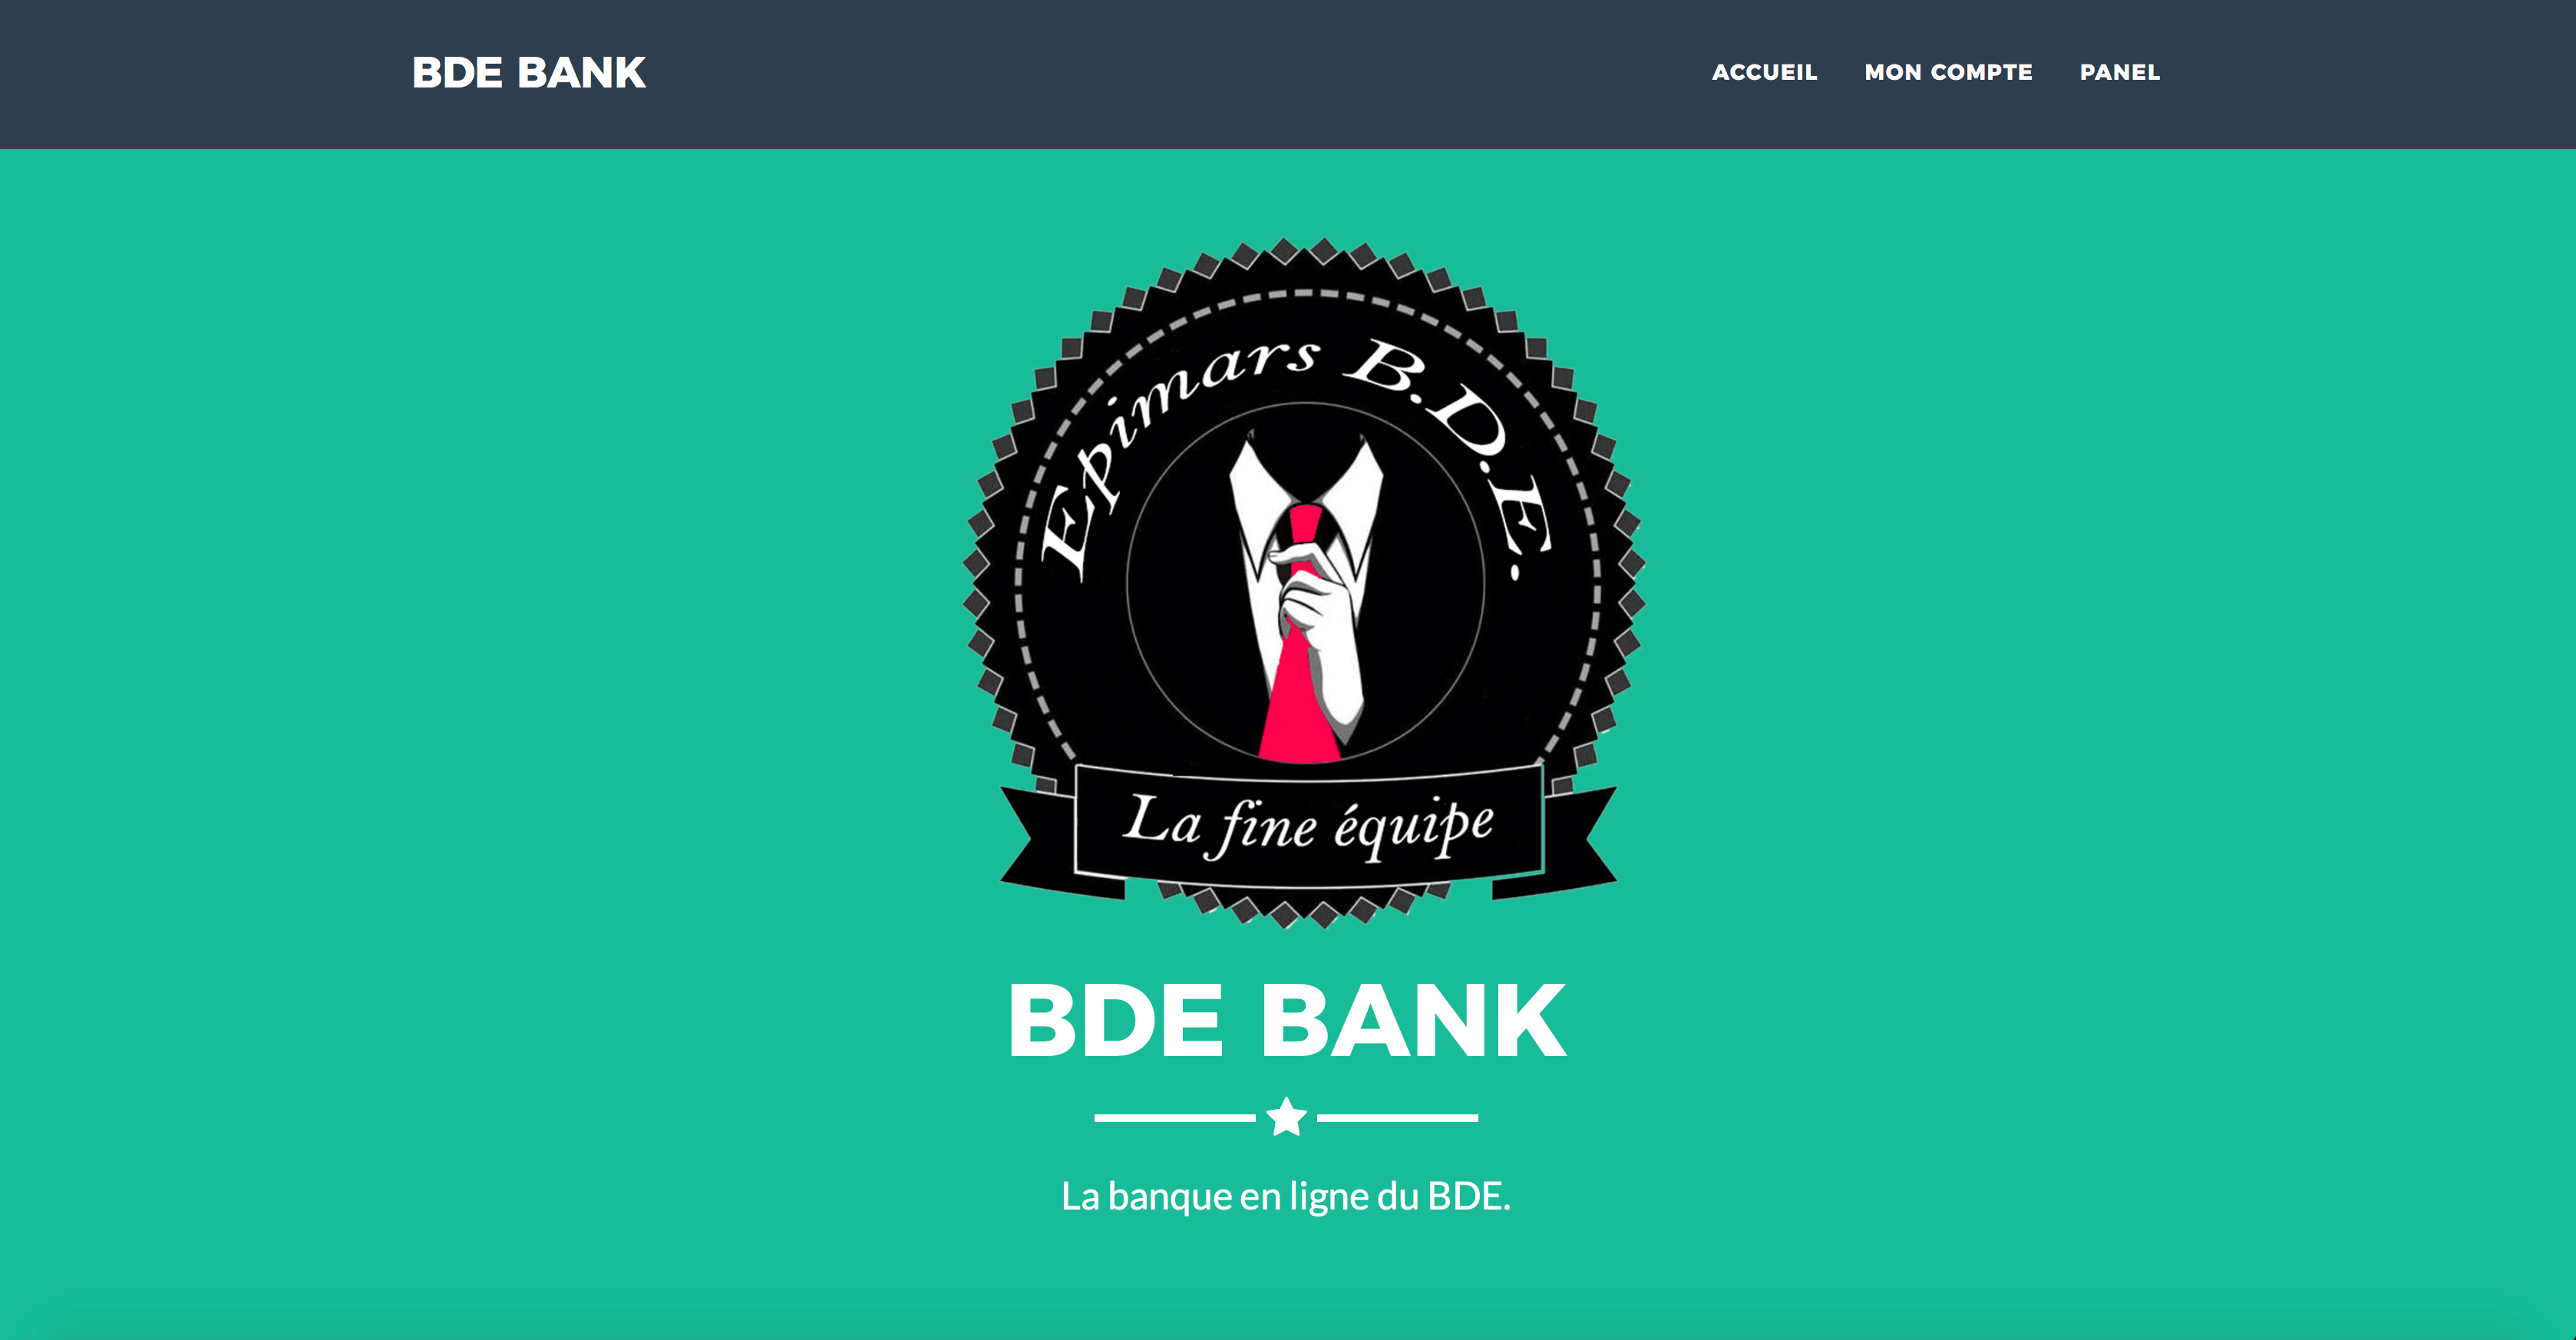 BDE BANK
ACCUEIL MON COMPTE PANEL
Epimars B.D.E.
La fine équipe
BDE BANK
La banque en ligne du BDE.